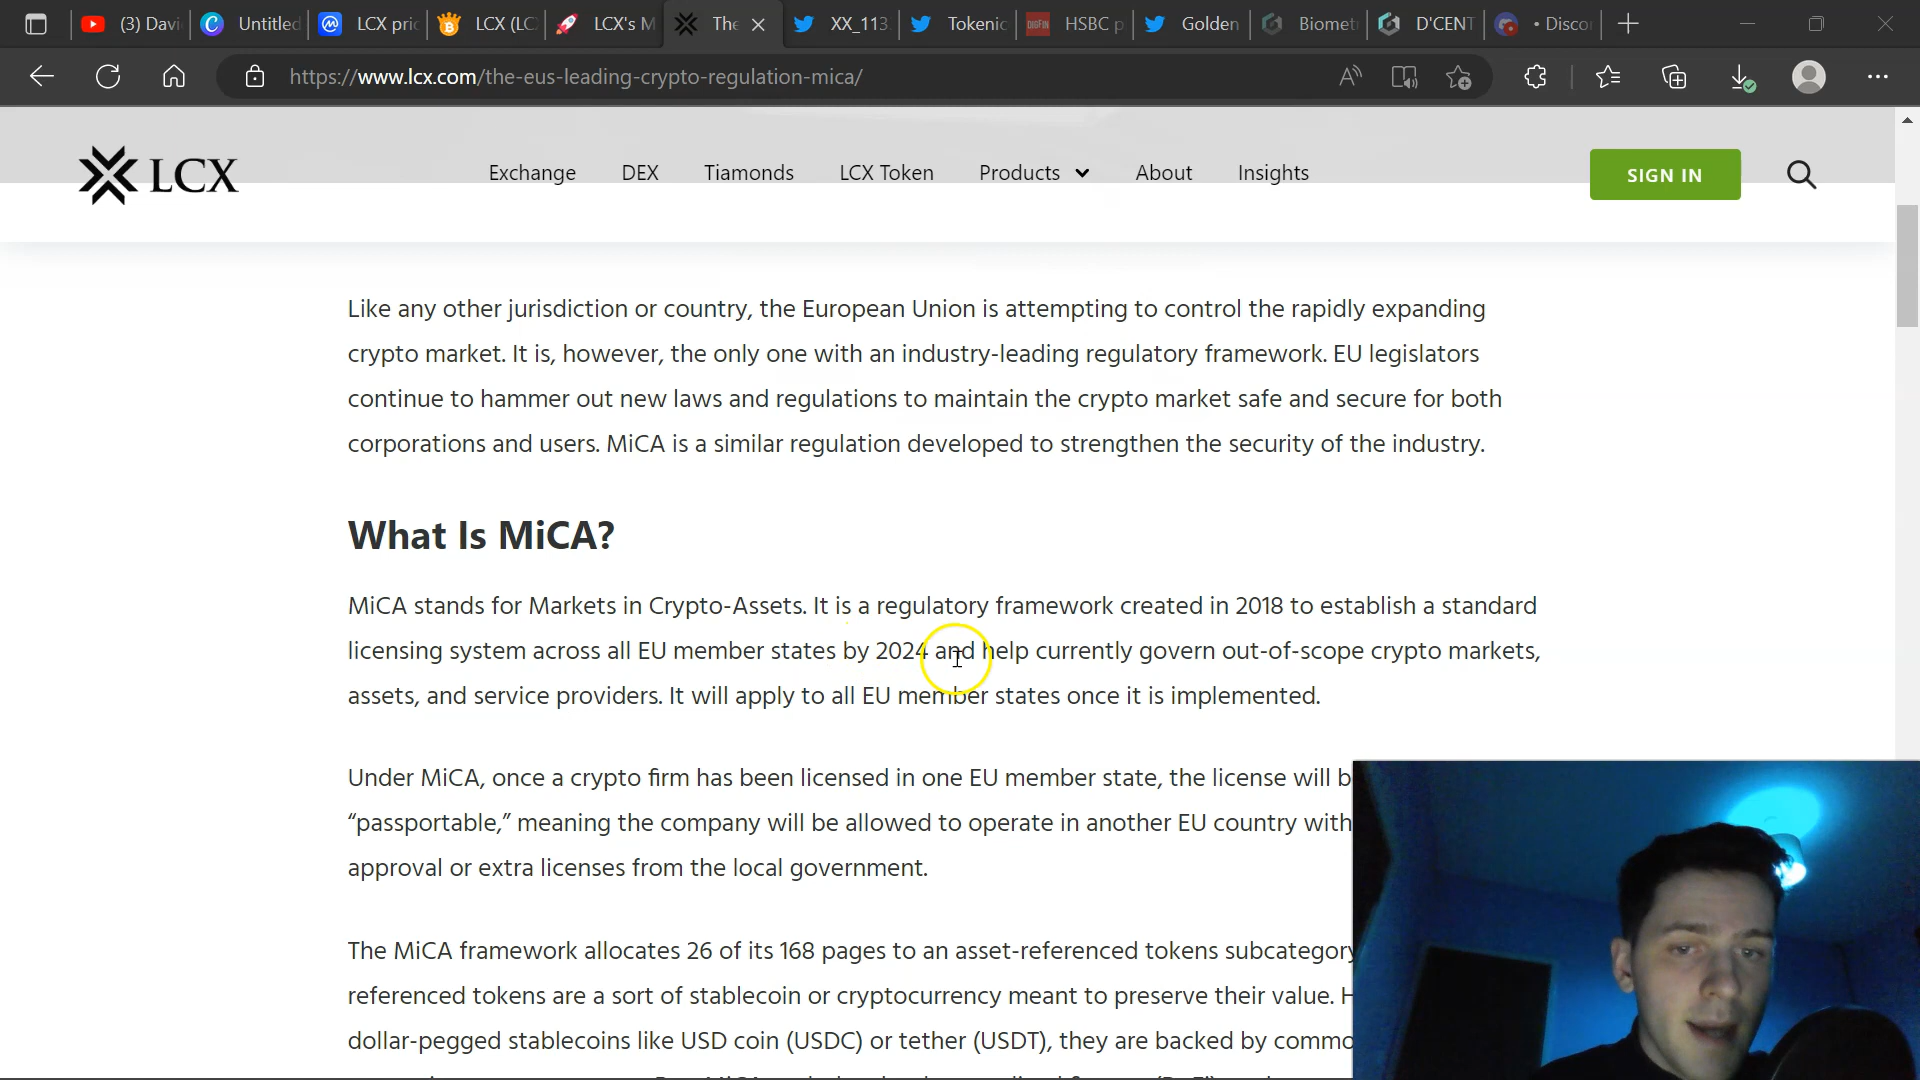 (3) Davi
Untitled
LCX pric
LCX (LC
LCX's M
The
XX_113
Tokenic
HSBC p
Golden
Biomet
D'CENT
• Disco
https://www.lcx.com/the-eus-leading-crypto-regulation-mica/
LCX
Exchange
DEX
Tiamonds
LCX Token
Products
About
Insights
SIGN IN
Like any other jurisdiction or country, the European Union is attempting to control the rapidly expanding
crypto market. It is, however, the only one with an industry-leading regulatory framework. EU legislators
continue to hammer out new laws and regulations to maintain the crypto market safe and secure for both
corporations and users. MiCA is a similar regulation developed to strengthen the security of the industry.
What Is MiCA?
MiCA stands for Markets in Crypto-Assets. It is a regulatory framework created in 2018 to establish a standard
licensing system across all EU member states by 2024 and help currently govern out-of-scope crypto markets,
assets, and service providers. It will apply to all EU member states once it is implemented.
Under MiCA, once a crypto firm has been licensed in one EU member state, the license will b
“passportable,” meaning the company will be allowed to operate in another EU country with
approval or extra licenses from the local government.
The MiCA framework allocates 26 of its 168 pages to an asset-referenced tokens subcategory
referenced tokens are a sort of stablecoin or cryptocurrency meant to preserve their value. H
dollar-pegged stablecoins like USD coin (USDC) or tether (USDT), they are backed by commo